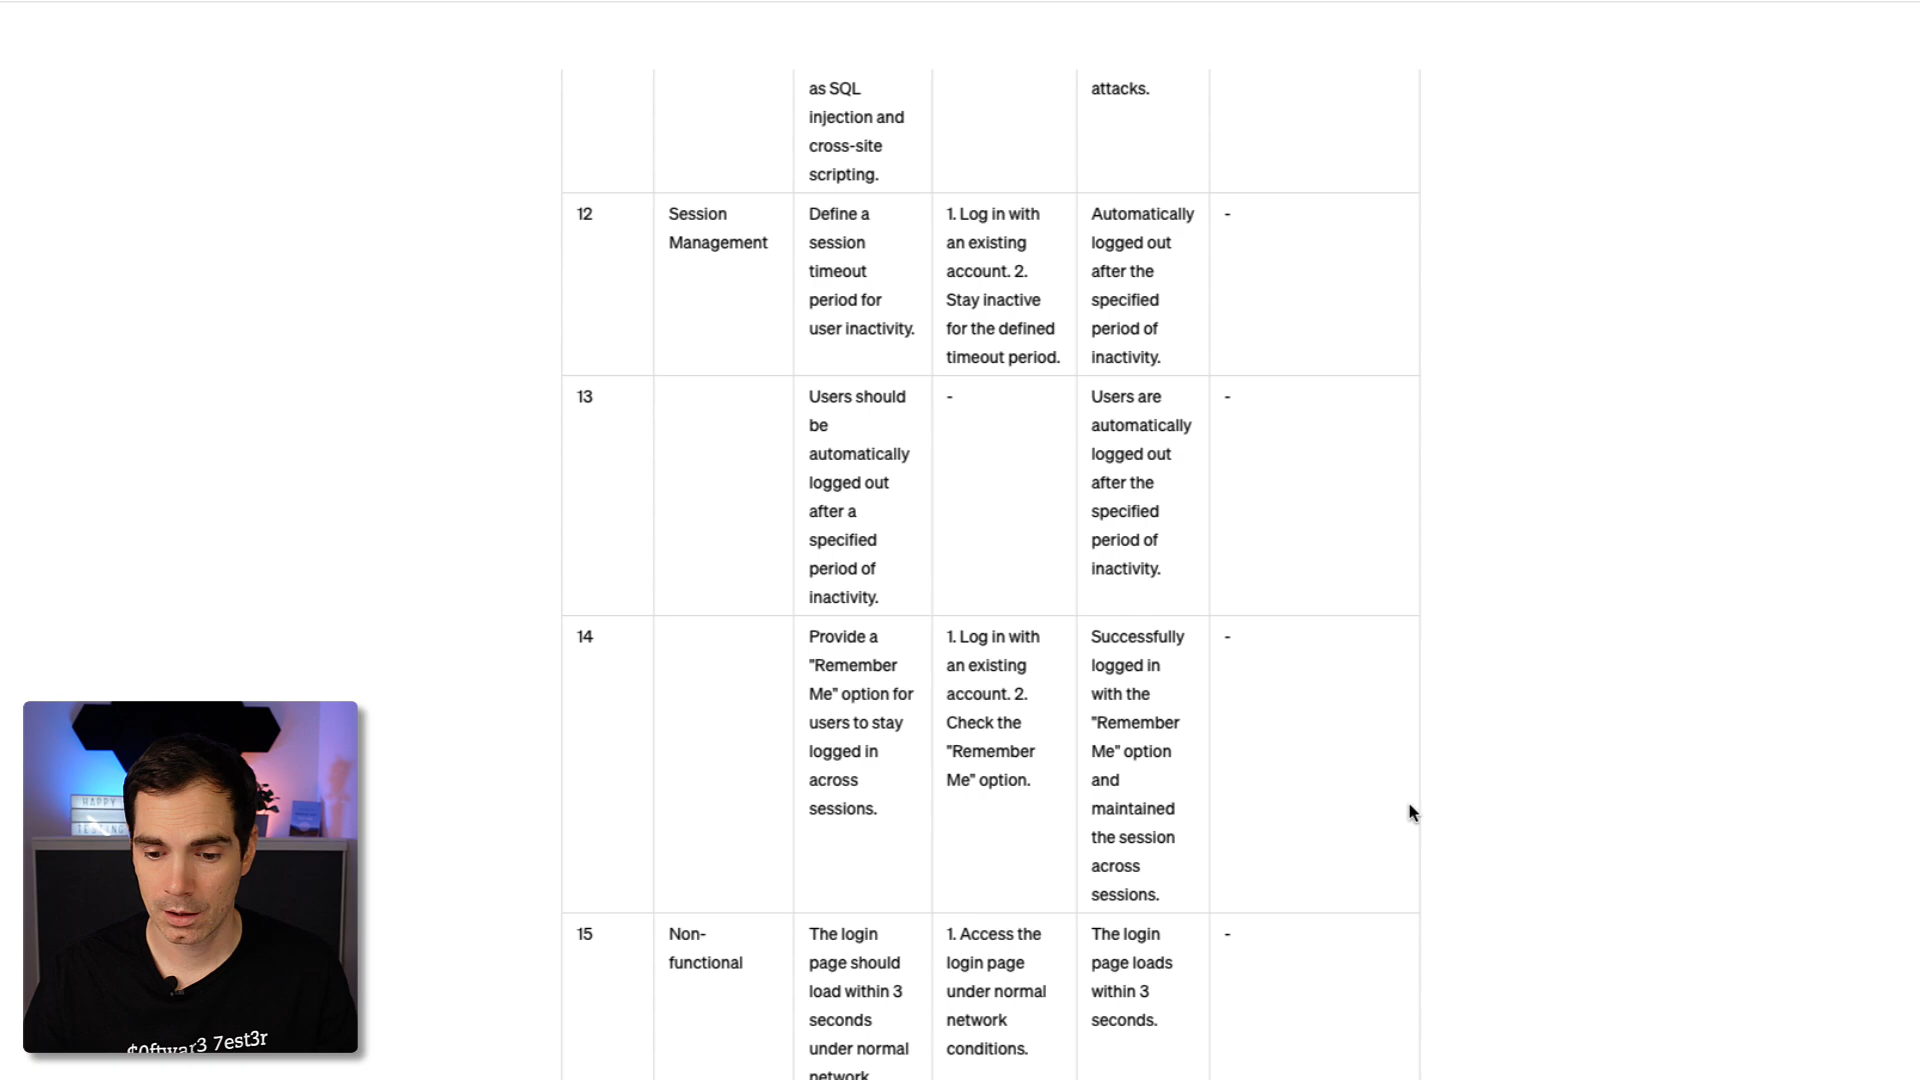 as SQL
injection and
cross-site
scripting.
attacks.
12
Session
Management
Define a
session
timeout
period for
user inactivity.
1. Log in with
an existing
account. 2.
Stay inactive
for the defined
timeout period.
Automatically
logged out
after the
specified
period of
inactivity.
-
13
Users should
be
automatically
logged out
after a
specified
period of
inactivity.
-
Users are
automatically
logged out
after the
specified
period of
inactivity.
-
14
Provide a
"Remember
Me" option for
users to stay
logged in
across
sessions.
1. Log in with
an existing
account. 2.
Check the
"Remember
Me" option.
Successfully
logged in
with the
"Remember
Me" option
and
maintained
the session
across
sessions.
-
15
Non-
functional
The login
page should
load within 3
seconds
under normal
network
1. Access the
login page
under normal
network
conditions.
The login
page loads
within 3
seconds.
-
HAPPY
TESTING
$0ftwar3 7est3r